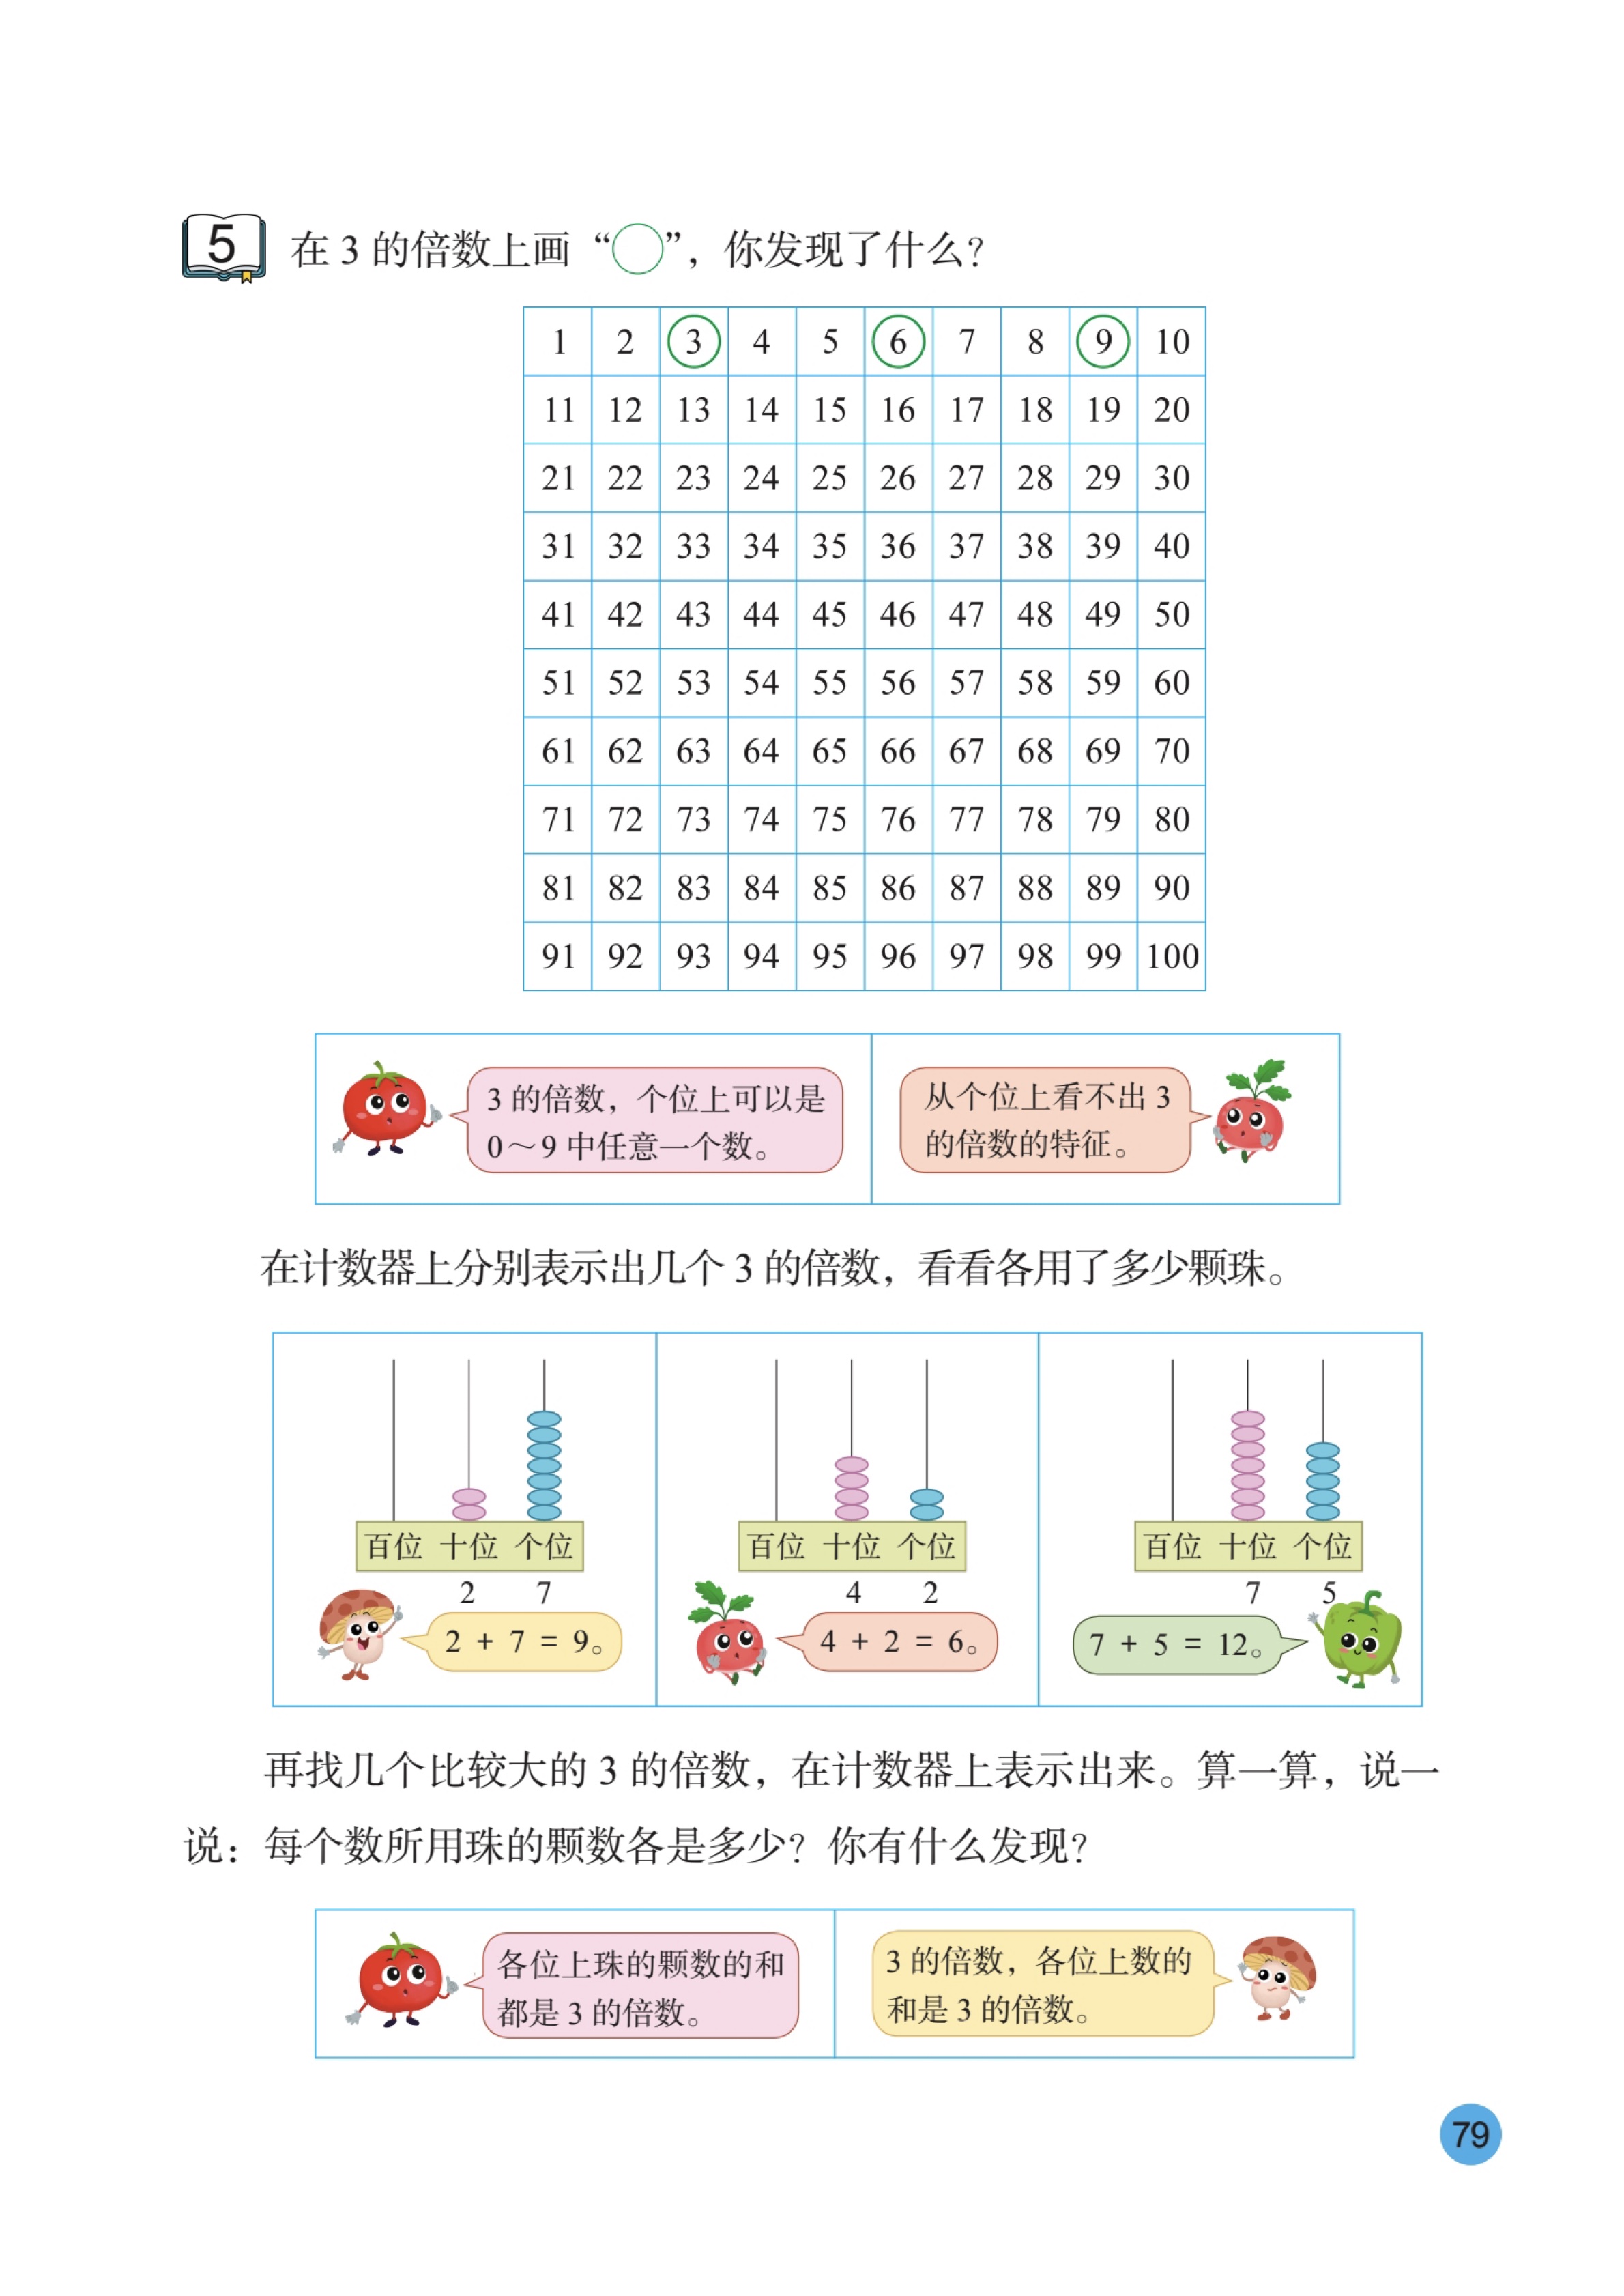 5 在 3 的倍数上画“○”，你发现了什么？
1 2 3 4 5 6 7 8 9 10
11 12 13 14 15 16 17 18 19 20
21 22 23 24 25 26 27 28 29 30
31 32 33 34 35 36 37 38 39 40
41 42 43 44 45 46 47 48 49 50
51 52 53 54 55 56 57 58 59 60
61 62 63 64 65 66 67 68 69 70
71 72 73 74 75 76 77 78 79 80
81 82 83 84 85 86 87 88 89 90
91 92 93 94 95 96 97 98 99 100
3 的倍数，个位上可以是
0～9 中任意一个数。
从个位上看不出 3
的倍数的特征。
在计数器上分别表示出几个 3 的倍数，看看各用了多少颗珠。
百位 十位 个位
2 7
2 + 7 = 9。
百位 十位 个位
4 2
4 + 2 = 6。
百位 十位 个位
7 5
7 + 5 = 12。
再找几个比较大的 3 的倍数，在计数器上表示出来。算一算，说一
说：每个数所用珠的颗数各是多少？你有什么发现？
各位上珠的颗数的和
都是 3 的倍数。
3 的倍数，各位上数的
和是 3 的倍数。
79